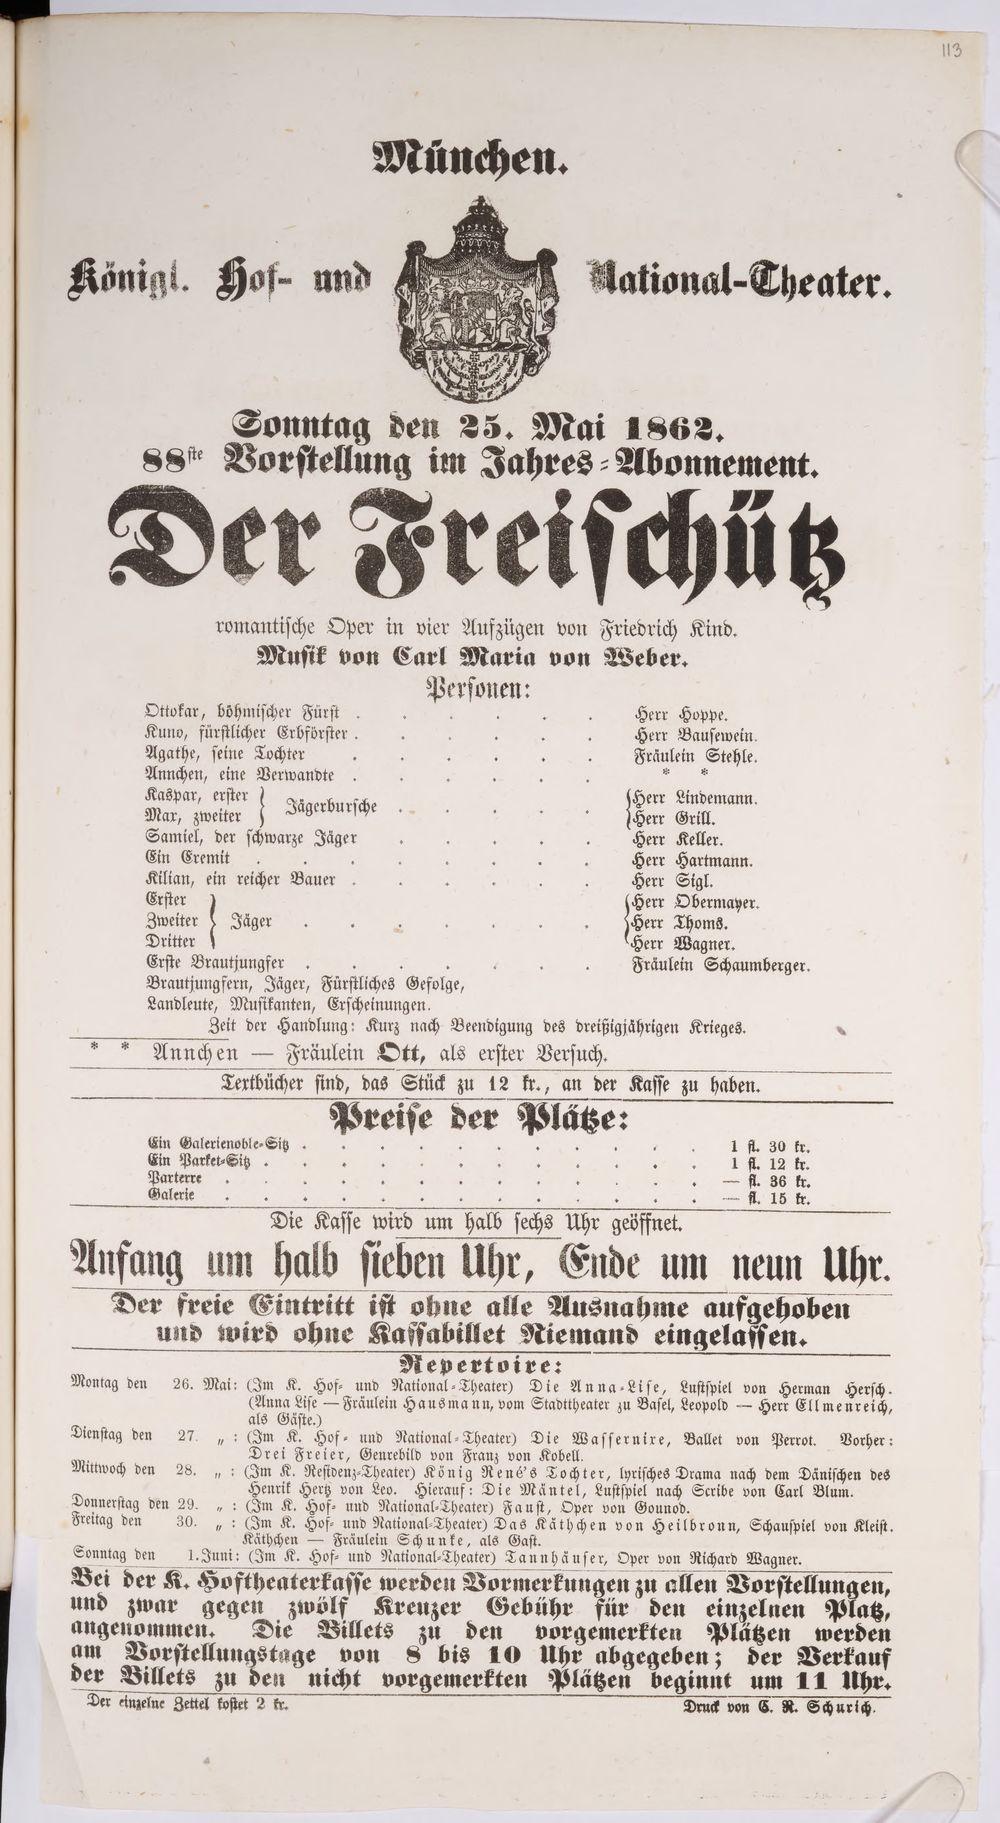 113
München.
Königl. Hof- und National-Theater.
Sonntag den 25. Mai 1862.
88ste Vorstellung im Jahres-Abonnement.
Der Freischütz
romantische Oper in vier Aufzügen von Friedrich Kind.
Musik von Carl Maria von Weber.
Personen:
Ottokar, böhmischer Fürst . . . . . . Herr Hoppe.
Kuno, fürstlicher Erbförster . . . . . . Herr Bausewein.
Agathe, seine Tochter . . . . . . Fräulein Stehle.
Annchen, eine Verwandte . . . . . . * *
Kaspar, erster } Jägerbursche . . . . . {Herr Lindemann.
Max, zweiter } {Herr Grill.
Samiel, der schwarze Jäger . . . . . Herr Keller.
Ein Eremit . . . . . . . Herr Hartmann.
Kilian, ein reicher Bauer . . . . . . Herr Sigl.
Erster } {Herr Obermayer.
Zweiter } Jäger . . . . . . . {Herr Thoms.
Dritter } {Herr Wagner.
Erste Brautjungfer . . . . . . . Fräulein Schaumberger.
Brautjungfern, Jäger, Fürstliches Gefolge,
Landleute, Musikanten, Erscheinungen.
Zeit der Handlung: Kurz nach Beendigung des dreißigjährigen Krieges.
* * Annchen — Fräulein Ott, als erster Versuch.
Textbücher sind, das Stück zu 12 kr., an der Kasse zu haben.
Preise der Plätze:
Ein Galerienoble-Sitz . . . . . . . . . . 1 fl. 30 kr.
Ein Parket-Sitz . . . . . . . . . . . 1 fl. 12 kr.
Parterre . . . . . . . . . . . . — fl. 36 kr.
Galerie . . . . . . . . . . . . — fl. 15 kr.
Die Kasse wird um halb sechs Uhr geöffnet.
Anfang um halb sieben Uhr, Ende um neun Uhr.
Der freie Eintritt ist ohne alle Ausnahme aufgehoben
und wird ohne Kassabillet Niemand eingelassen.
Repertoire:
Montag den 26. Mai: (Im K. Hof- und National-Theater) Die Anna-Lise, Lustspiel von Herman Hersch.
(Anna Lise — Fräulein Hausmann, vom Stadttheater zu Basel, Leopold — Herr Ellmenreich,
als Gäste.)
Dienstag den 27. „ : (Im K. Hof- und National-Theater) Die Wassernixe, Ballet von Perrot. Vorher:
Drei Freier, Genrebild von Franz von Kobell.
Mittwoch den 28. „ : (Im K. Residenz-Theater) König René's Tochter, lyrisches Drama nach dem Dänischen des
Henrik Hertz von Leo. Hierauf: Die Mäntel, Lustspiel nach Scribe von Carl Blum.
Donnerstag den 29. „ : (Im K. Hof- und National-Theater) Faust, Oper von Gounod.
Freitag den 30. „ : (Im K. Hof- und National-Theater) Das Käthchen von Heilbronn, Schauspiel von Kleist.
Käthchen — Fräulein Schunke, als Gast.
Sonntag den 1. Juni: (Im K. Hof- und National-Theater) Tannhäuser, Oper von Richard Wagner.
Bei der K. Hoftheaterkasse werden Vormerkungen zu allen Vorstellungen,
und zwar gegen zwölf Kreuzer Gebühr für den einzelnen Platz,
angenommen. Die Billets zu den vorgemerkten Plätzen werden
am Vorstellungstage von 8 bis 10 Uhr abgegeben; der Verkauf
der Billets zu den nicht vorgemerkten Plätzen beginnt um 11 Uhr.
Der einzelne Zettel kostet 2 kr. Druck von C. R. Schurich.